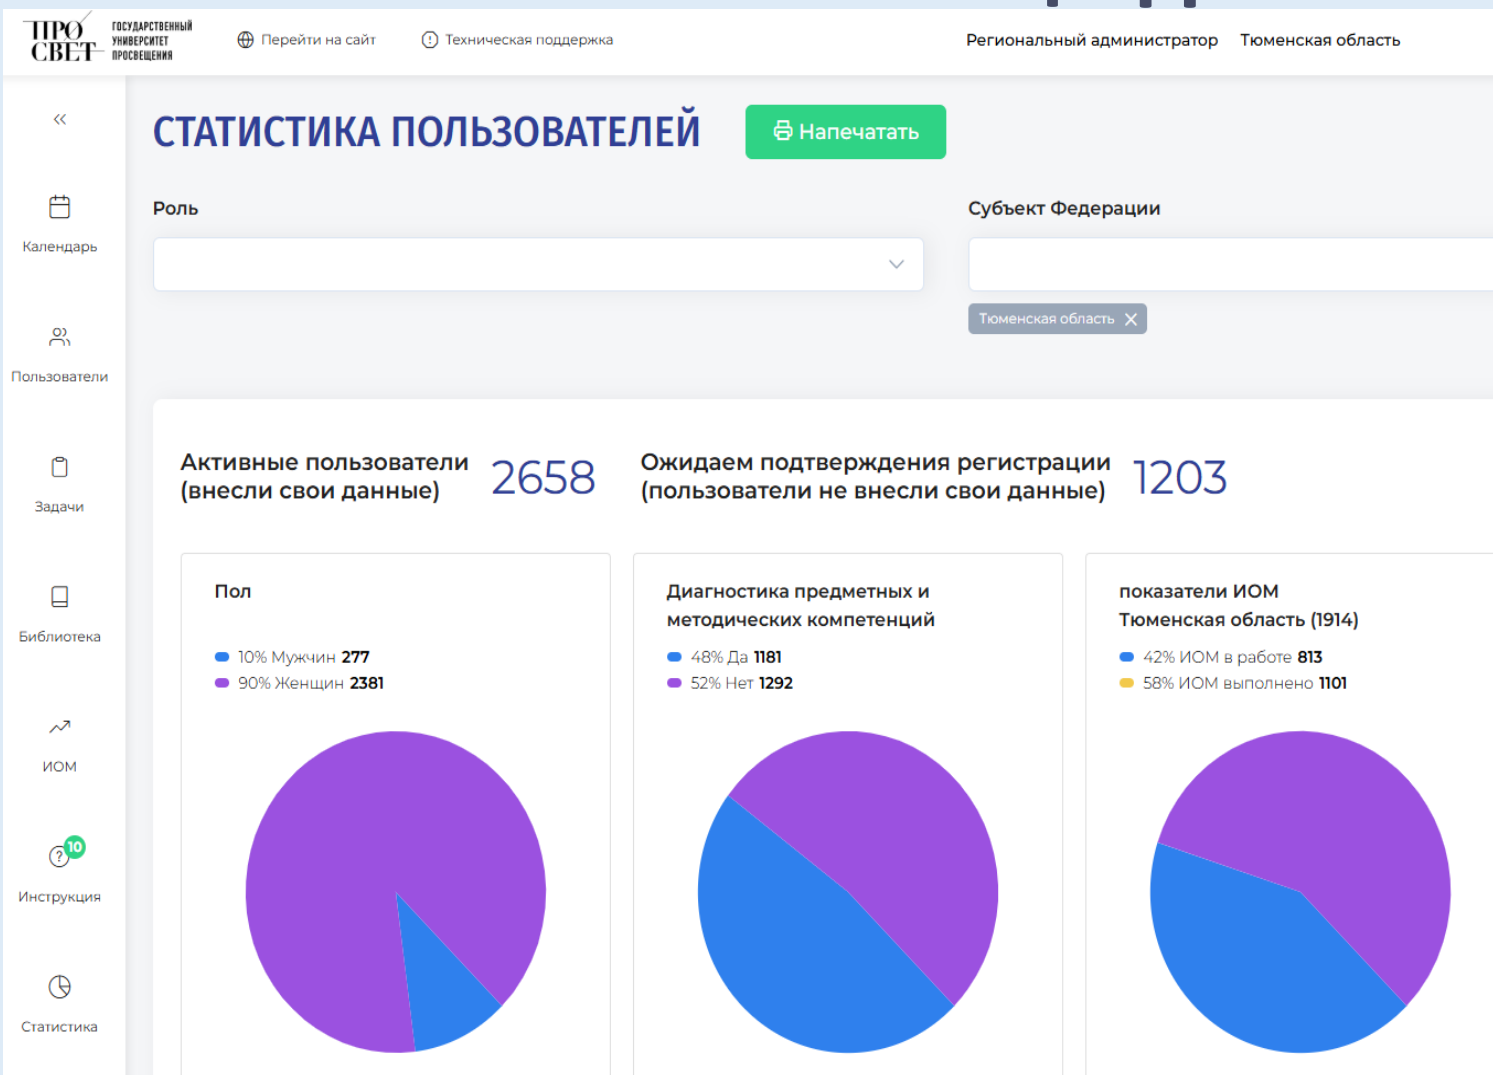 ПРО
СВЕТ
ГОСУДАРСТВЕННЫЙ
УНИВЕРСИТЕТ
ПРОСВЕЩЕНИЯ
Перейти на сайт
Техническая поддержка
Региональный администратор Тюменская область
СТАТИСТИКА ПОЛЬЗОВАТЕЛЕЙ
Напечатать
Календарь
Пользователи
Задачи
Библиотека
ИОМ
10
Инструкция
Статистика
Роль
Субъект Федерации
Тюменская область
Активные пользователи
(внесли свои данные)
2658
Ожидаем подтверждения регистрации
(пользователи не внесли свои данные)
1203
Пол
10% Мужчин 277
90% Женщин 2381
Диагностика предметных и
методических компетенций
48% Да 1181
52% Нет 1292
показатели ИОМ
Тюменская область (1914)
42% ИОМ в работе 813
58% ИОМ выполнено 1101